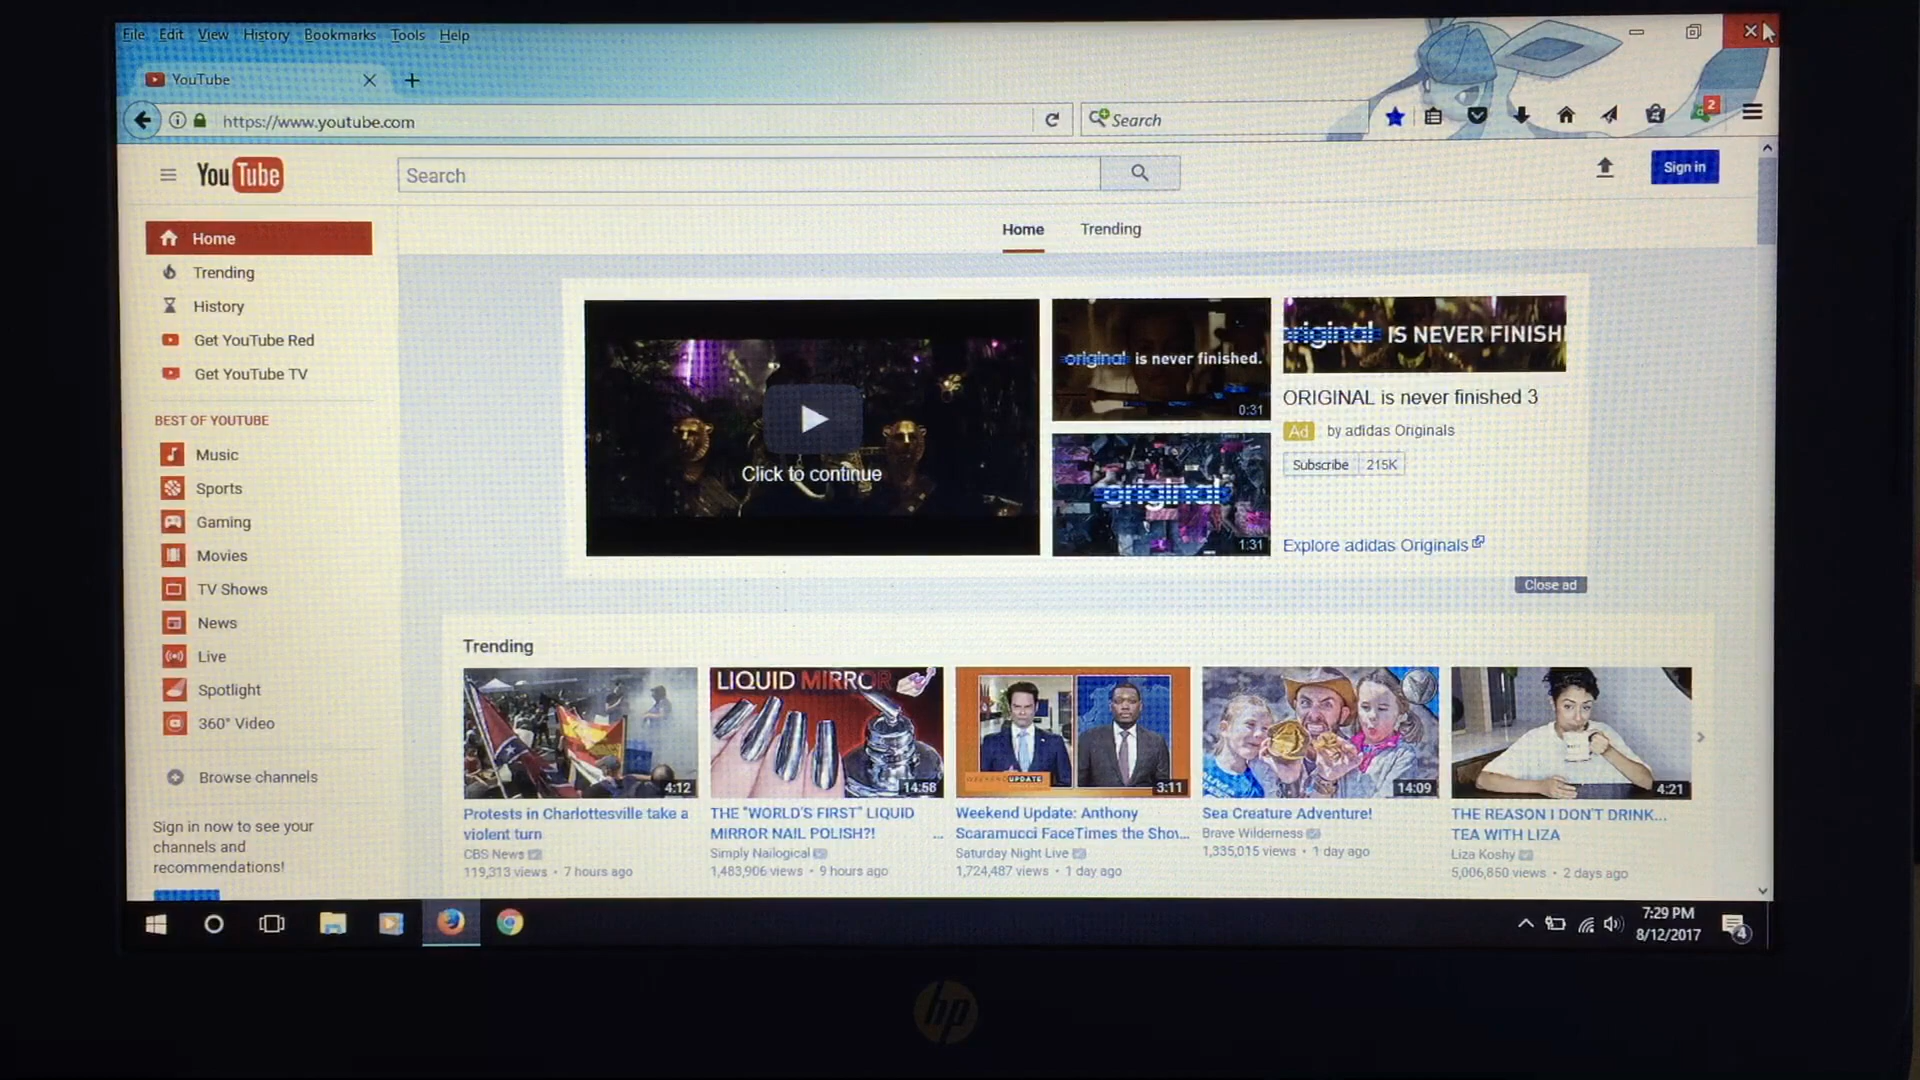 File Edit View History Bookmarks Tools Help
YouTube
https://www.youtube.com
Search
2
YouTube
Search
Sign in
Home
Trending
History
Get YouTube Red
Get YouTube TV
BEST OF YOUTUBE
Music
Sports
Gaming
Movies
TV Shows
News
Live
Spotlight
360° Video
Browse channels
Sign in now to see your
channels and
recommendations!
Home Trending
Click to continue
original is never finished.
0:31
original
1:31
original IS NEVER FINISH
ORIGINAL is never finished 3
Ad by adidas Originals
Subscribe 215K
Explore adidas Originals
Close ad
Trending
4:12
Protests in Charlottesville take a
violent turn
CBS News
119,313 views • 7 hours ago
LIQUID MIRROR
14:58
THE "WORLD'S FIRST" LIQUID
MIRROR NAIL POLISH?! ...
Simply Nailogical
1,483,906 views • 9 hours ago
WEEKEND UPDATE
3:11
Weekend Update: Anthony
Scaramucci FaceTimes the Show...
Saturday Night Live
1,724,487 views • 1 day ago
14:09
Sea Creature Adventure!
Brave Wilderness
1,335,015 views • 1 day ago
4:21
THE REASON I DON'T DRINK...
TEA WITH LIZA
Liza Koshy
5,006,850 views • 2 days ago
7:29 PM
8/12/2017
4
hp